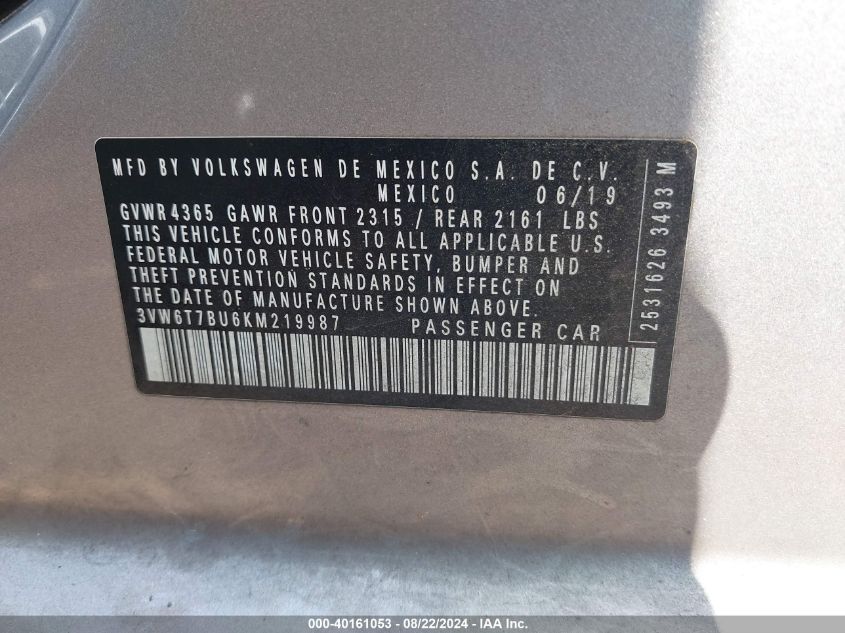 MFD BY VOLKSWAGEN DE MEXICO S.A. DE C.V.
MEXICO 06/19
GVWR 4365 GAWR FRONT 2315 / REAR 2161 LBS
THIS VEHICLE CONFORMS TO ALL APPLICABLE U.S.
FEDERAL MOTOR VEHICLE SAFETY, BUMPER AND
THEFT PREVENTION STANDARDS IN EFFECT ON
THE DATE OF MANUFACTURE SHOWN ABOVE.
3VW6T7BU6KM219987 PASSENGER CAR
2531626 3493 M
000-40161053 - 08/22/2024 - IAA Inc.